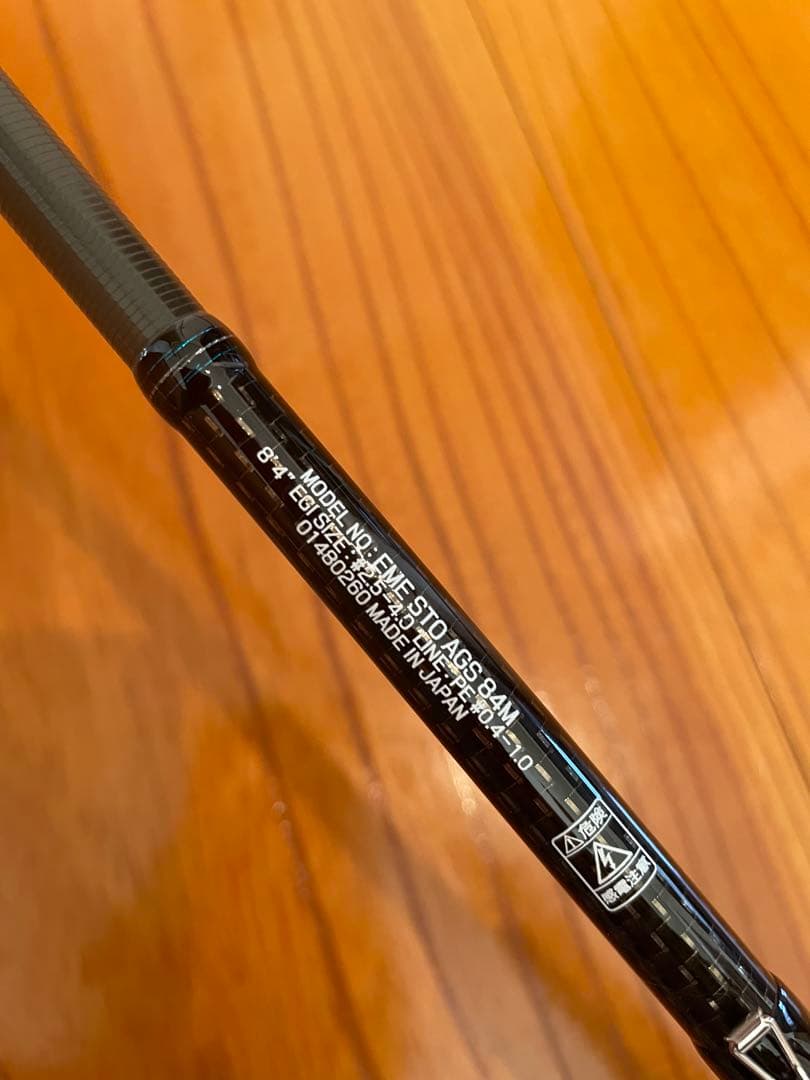 MODEL NO.: EME STO AGS 84M
8'4" EGI SIZE: #2.5-4.0 LINE: PE #0.4-1.0
01480260 MADE IN JAPAN
危険
感電注意